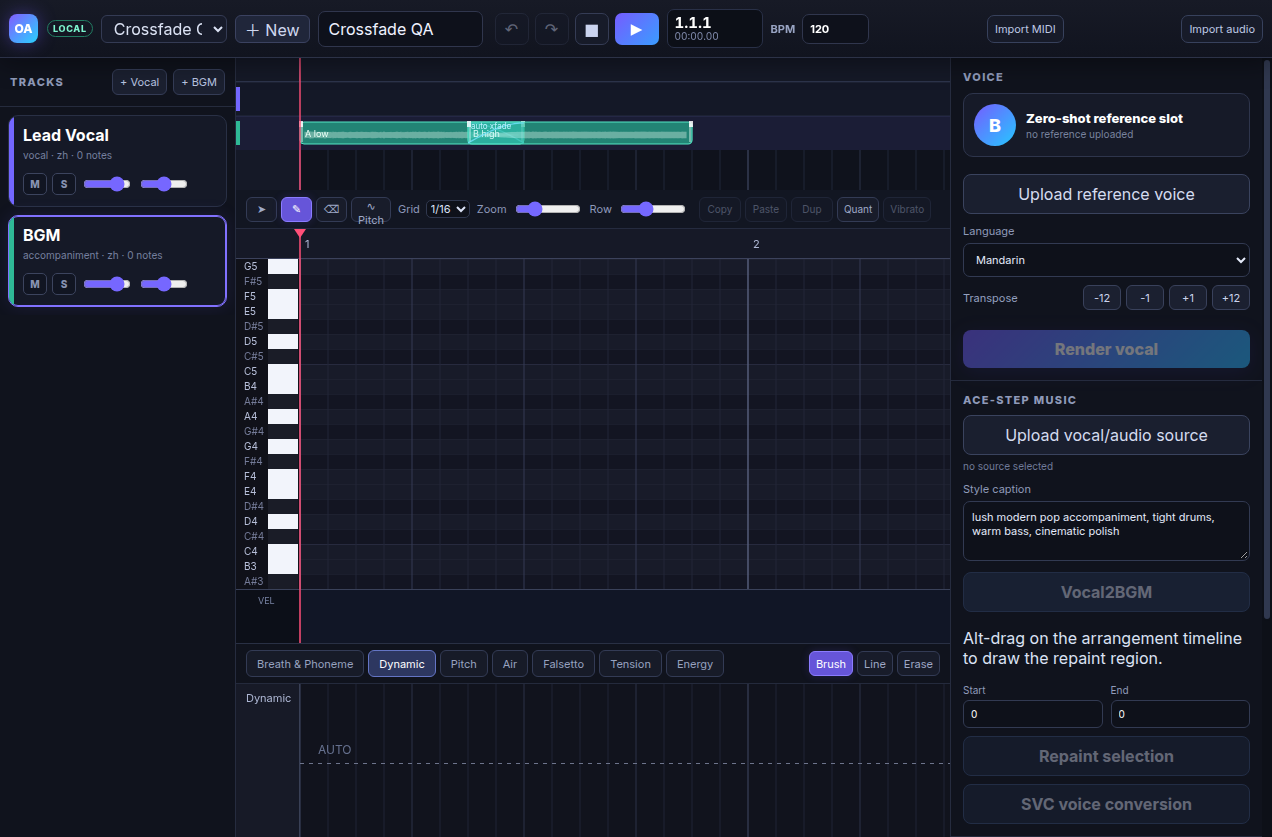 OA
LOCAL
Crossfade
+ New
Crossfade QA
1.1.1
00:00.00
BPM
120
Import MIDI
Import audio
TRACKS
+ Vocal
+ BGM
Lead Vocal
vocal · zh · 0 notes
M
S
BGM
accompaniment · zh · 0 notes
M
S
A low
auto xfade
B high
Pitch
Grid
1/16
Zoom
Row
Copy
Paste
Dup
Quant
Vibrato
1
2
G5
F#5
F5
E5
D#5
D5
C#5
C5
B4
A#4
A4
G#4
G4
F#4
F4
E4
D#4
D4
C#4
C4
B3
A#3
VEL
Breath & Phoneme
Dynamic
Pitch
Air
Falsetto
Tension
Energy
Brush
Line
Erase
Dynamic
AUTO
VOICE
B
Zero-shot reference slot
no reference uploaded
Upload reference voice
Language
Mandarin
Transpose
-12
-1
+1
+12
Render vocal
ACE-STEP MUSIC
Upload vocal/audio source
no source selected
Style caption
lush modern pop accompaniment, tight drums,
warm bass, cinematic polish
Vocal2BGM
Alt-drag on the arrangement timeline
to draw the repaint region.
Start
End
0
0
Repaint selection
SVC voice conversion